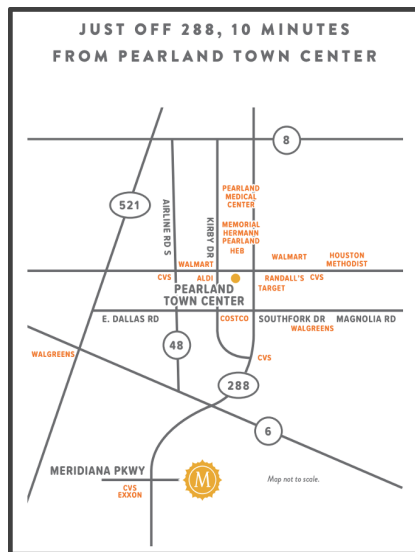 JUST OFF 288, 10 MINUTES
FROM PEARLAND TOWN CENTER
8
PEARLAND
MEDICAL
CENTER
521
AIRLINE RD S
KIRBY DR
MEMORIAL
HERMANN
PEARLAND
HEB
WALMART
WALMART
HOUSTON
METHODIST
CVS
ALDI
RANDALL'S
CVS
PEARLAND
TOWN CENTER
TARGET
E. DALLAS RD
COSTCO
SOUTHFORK DR
MAGNOLIA RD
WALGREENS
48
WALGREENS
CVS
288
6
MERIDIANA PKWY
M
Map not to scale.
CVS
EXXON